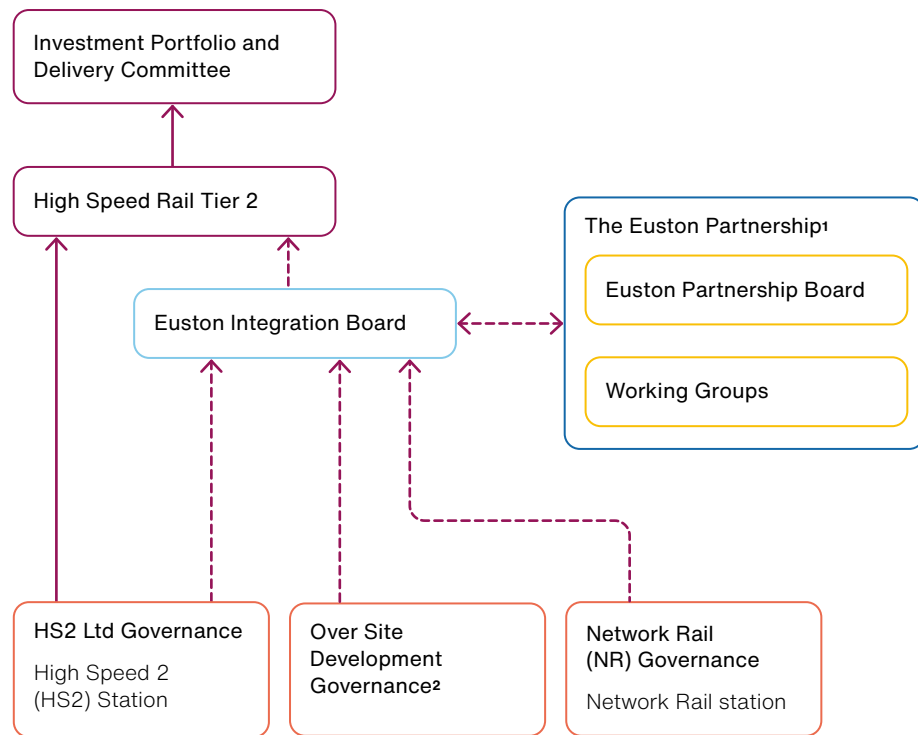 Investment Portfolio and
Delivery Committee
High Speed Rail Tier 2
The Euston Partnership¹
Euston Partnership Board
Euston Integration Board
Working Groups
HS2 Ltd Governance
High Speed 2
(HS2) Station
Over Site
Development
Governance²
Network Rail
(NR) Governance
Network Rail station